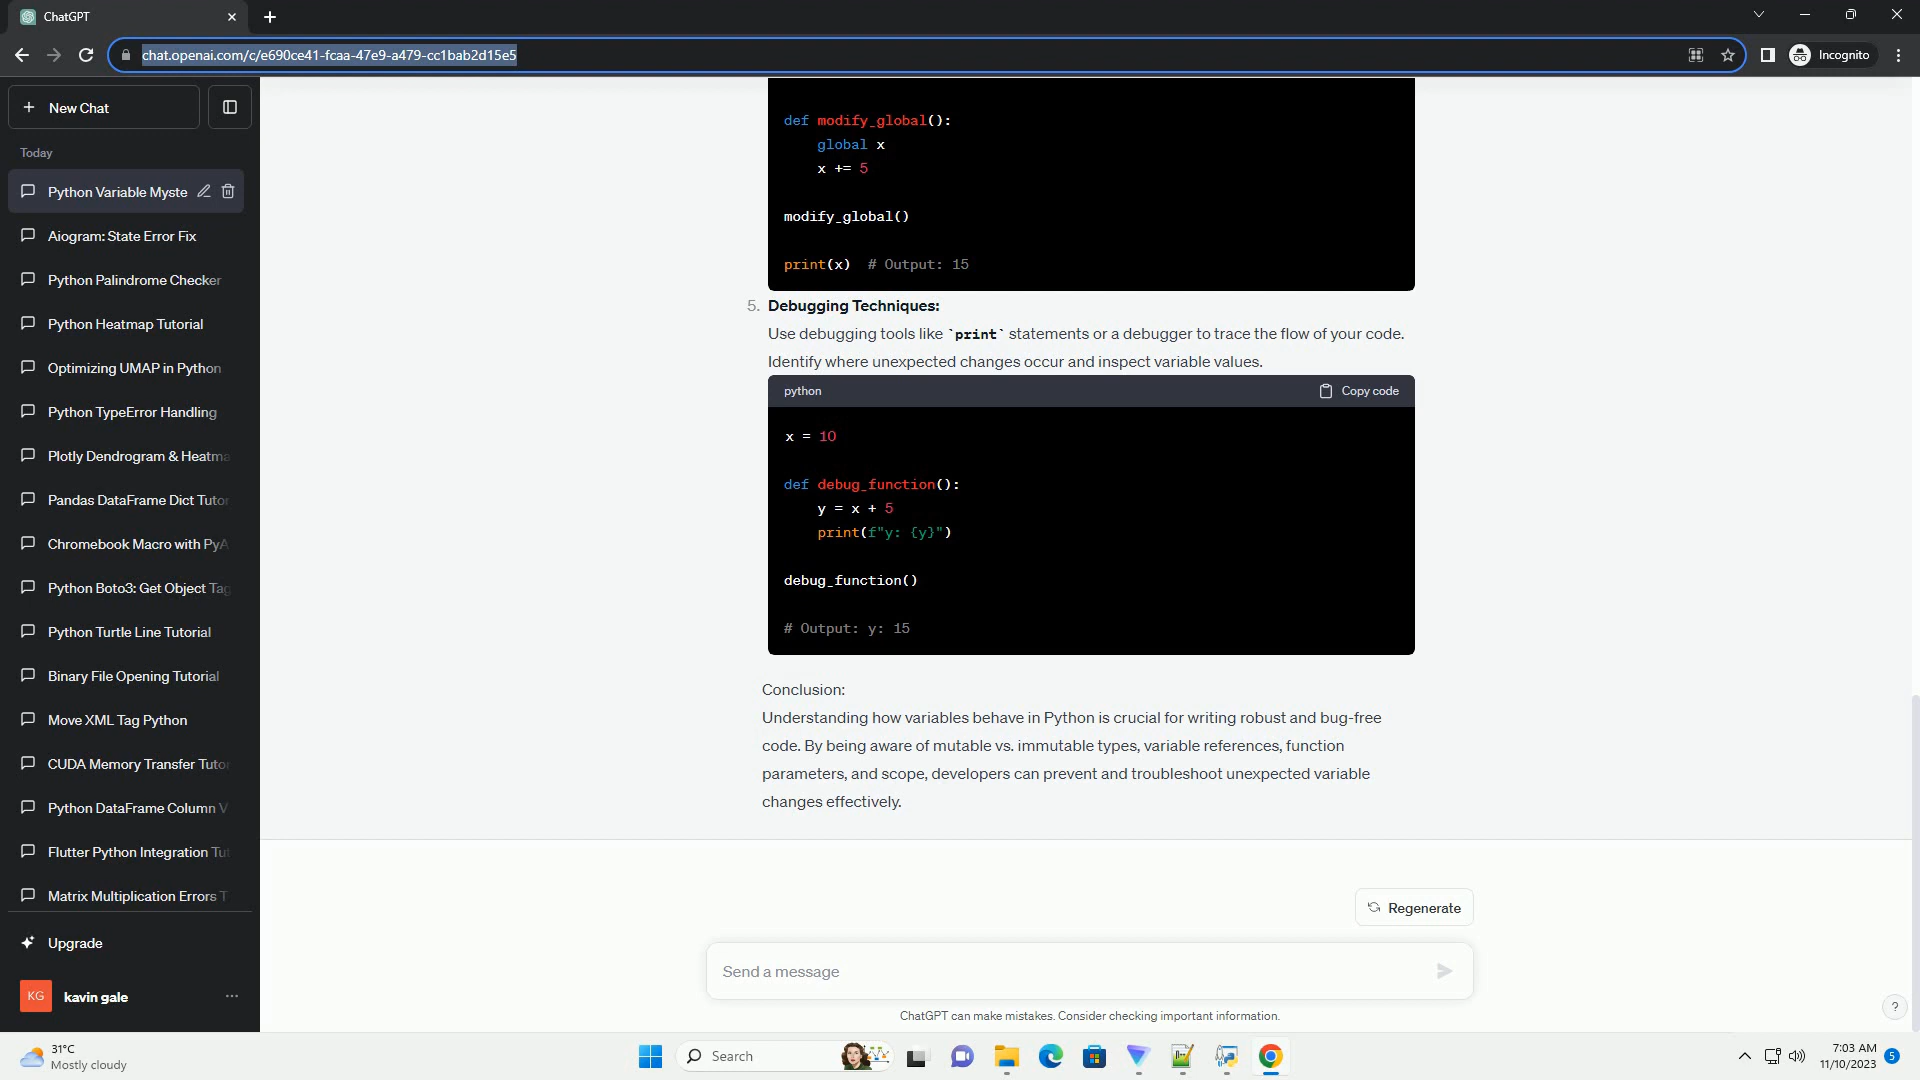 ChatGPT
chat.openai.com/c/e690ce41-fcaa-47e9-a479-cc1bab2d15e5
Incognito
New Chat
Today
Python Variable Myste
Aiogram: State Error Fix
Python Palindrome Checker
Python Heatmap Tutorial
Optimizing UMAP in Python
Python TypeError Handling
Plotly Dendrogram & Heatma
Pandas DataFrame Dict Tutor
Chromebook Macro with PyA
Python Boto3: Get Object Tag
Python Turtle Line Tutorial
Binary File Opening Tutorial
Move XML Tag Python
CUDA Memory Transfer Tutor
Python DataFrame Column V
Flutter Python Integration Tut
Matrix Multiplication Errors T
Upgrade
KG kavin gale
def modify_global():
global x
x += 5
modify_global()
print(x) # Output: 15
5. Debugging Techniques:
Use debugging tools like `print` statements or a debugger to trace the flow of your code.
Identify where unexpected changes occur and inspect variable values.
python Copy code
x = 10
def debug_function():
y = x + 5
print(f"y: {y}")
debug_function()
# Output: y: 15
Conclusion:
Understanding how variables behave in Python is crucial for writing robust and bug-free
code. By being aware of mutable vs. immutable types, variable references, function
parameters, and scope, developers can prevent and troubleshoot unexpected variable
changes effectively.
Regenerate
Send a message
ChatGPT can make mistakes. Consider checking important information.
?
31°C
Mostly cloudy
Search
7:03 AM
11/10/2023
5